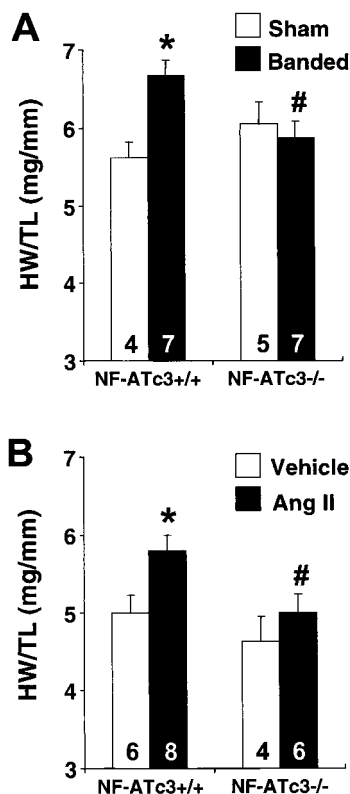 A
Sham
Banded
HW/TL (mg/mm)
7
6
5
4
3
*
#
4 7 5 7
NF-ATc3+/+ NF-ATc3-/-
B
Vehicle
Ang II
HW/TL (mg/mm)
7
6
5
4
3
*
#
6 8 4 6
NF-ATc3+/+ NF-ATc3-/-